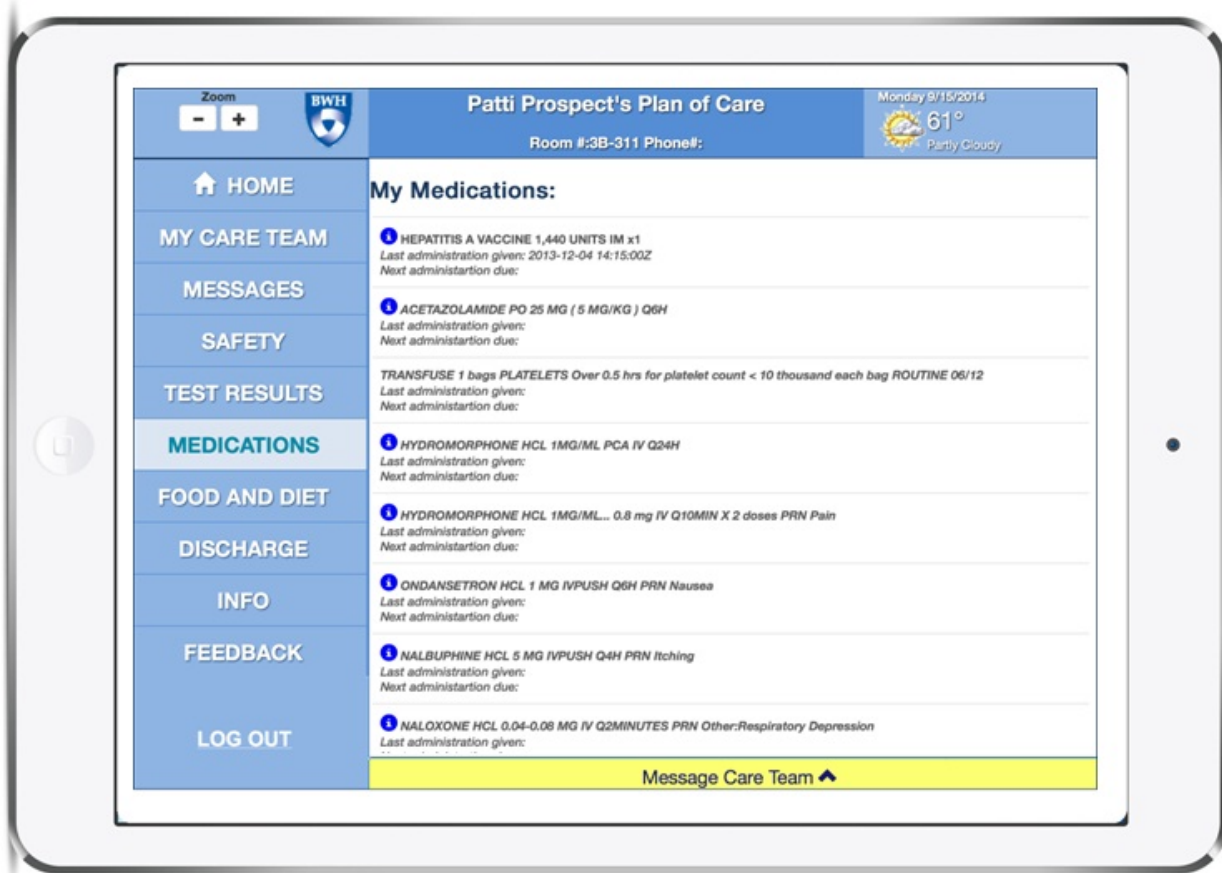 Zoom
- +
BWH
Patti Prospect's Plan of Care
Room #:3B-311 Phone#:
Monday 9/15/2014
61°
Partly Cloudy
HOME
MY CARE TEAM
MESSAGES
SAFETY
TEST RESULTS
MEDICATIONS
FOOD AND DIET
DISCHARGE
INFO
FEEDBACK
LOG OUT
My Medications:
HEPATITIS A VACCINE 1,440 UNITS IM x1
Last administration given: 2013-12-04 14:15:00Z
Next administartion due:
ACETAZOLAMIDE PO 25 MG ( 5 MG/KG ) Q6H
Last administration given:
Next administartion due:
TRANSFUSE 1 bags PLATELETS Over 0.5 hrs for platelet count < 10 thousand each bag ROUTINE 06/12
Last administration given:
Next administartion due:
HYDROMORPHONE HCL 1MG/ML PCA IV Q24H
Last administration given:
Next administartion due:
HYDROMORPHONE HCL 1MG/ML... 0.8 mg IV Q10MIN X 2 doses PRN Pain
Last administration given:
Next administartion due:
ONDANSETRON HCL 1 MG IVPUSH Q6H PRN Nausea
Last administration given:
Next administartion due:
NALBUPHINE HCL 5 MG IVPUSH Q4H PRN Itching
Last administration given:
Next administartion due:
NALOXONE HCL 0.04-0.08 MG IV Q2MINUTES PRN Other:Respiratory Depression
Last administration given:
Message Care Team